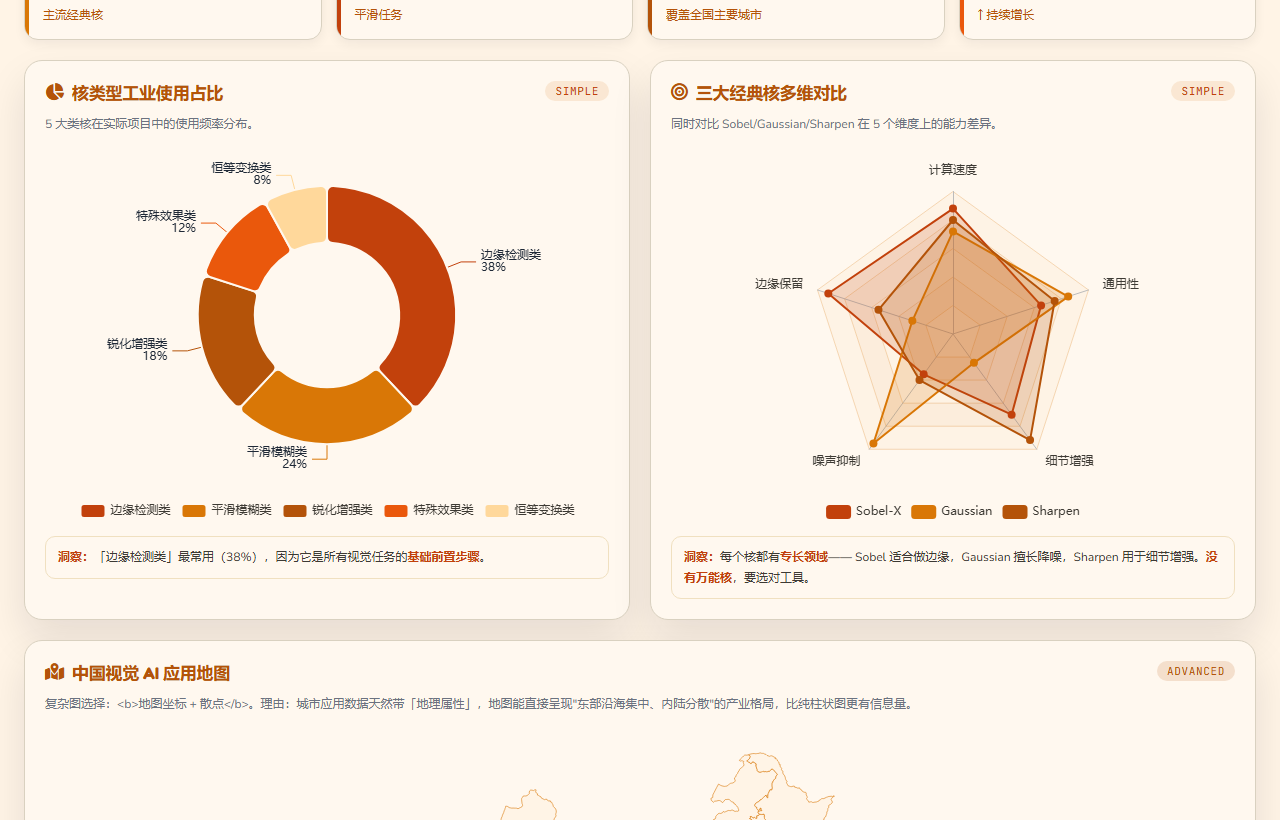 主流经典核
平滑任务
覆盖全国主要城市
↑ 持续增长
核类型工业使用占比
SIMPLE
5 大类核在实际项目中的使用频率分布。
恒等变换类
8%
特殊效果类
12%
边缘检测类
38%
锐化增强类
18%
平滑模糊类
24%
边缘检测类
平滑模糊类
锐化增强类
特殊效果类
恒等变换类
洞察：「边缘检测类」最常用（38%），因为它是所有视觉任务的基础前置步骤。
三大经典核多维对比
SIMPLE
同时对比 Sobel/Gaussian/Sharpen 在 5 个维度上的能力差异。
计算速度
边缘保留
通用性
噪声抑制
细节增强
Sobel-X
Gaussian
Sharpen
洞察：每个核都有专长领域—— Sobel 适合做边缘，Gaussian 擅长降噪，Sharpen 用于细节增强。没
有万能核，要选对工具。
中国视觉 AI 应用地图
ADVANCED
复杂图选择：<b>地图坐标 + 散点</b>。理由：城市应用数据天然带「地理属性」，地图能直接呈现"东部沿海集中、内陆分散"的产业格局，比纯柱状图更有信息量。